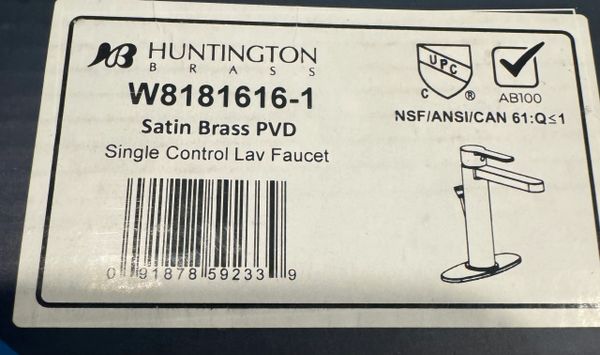 HUNTINGTON
BRASS
W8181616-1
Satin Brass PVD
Single Control Lav Faucet
0 91878 59233 9
UPC
C ®
AB100
NSF/ANSI/CAN 61:Q≤1